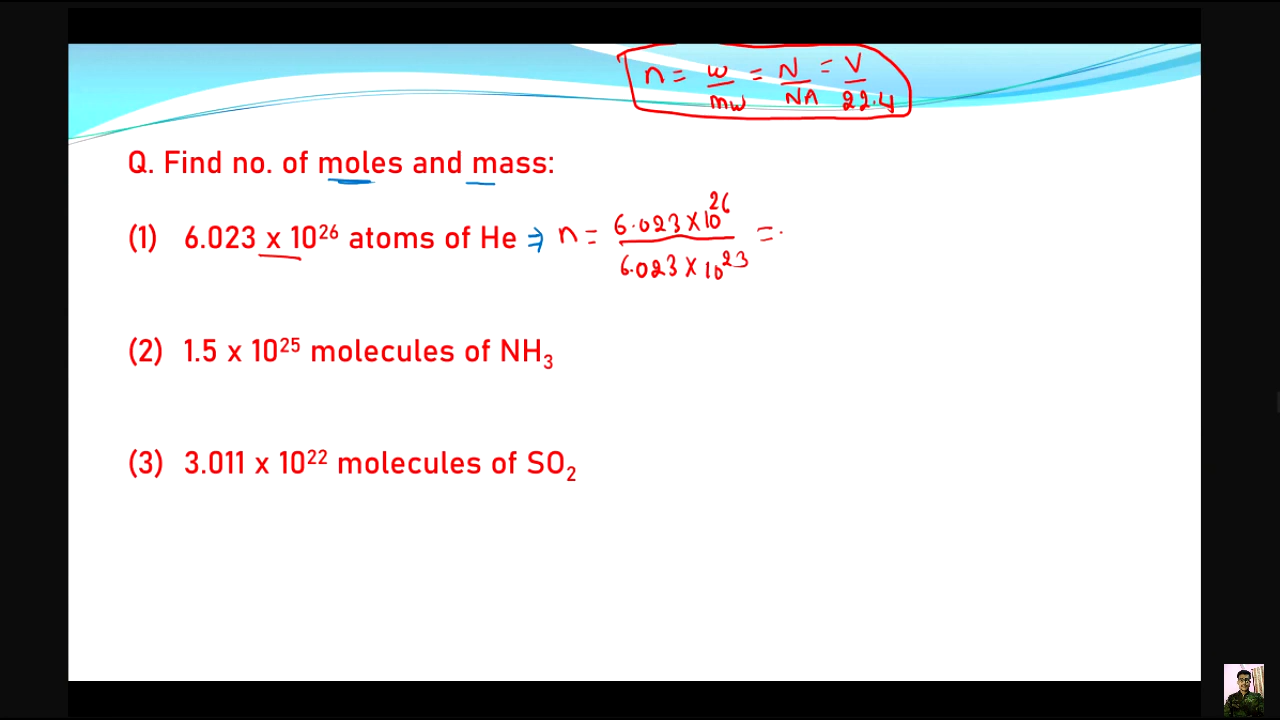 n = w/mw = N/NA = V/22.4
Q. Find no. of moles and mass:
(1) 6.023 x 10²⁶ atoms of He ⇒ n = 6.023 × 10²⁶ / 6.023 × 10²³ =
(2) 1.5 x 10²⁵ molecules of NH₃
(3) 3.011 x 10²² molecules of SO₂